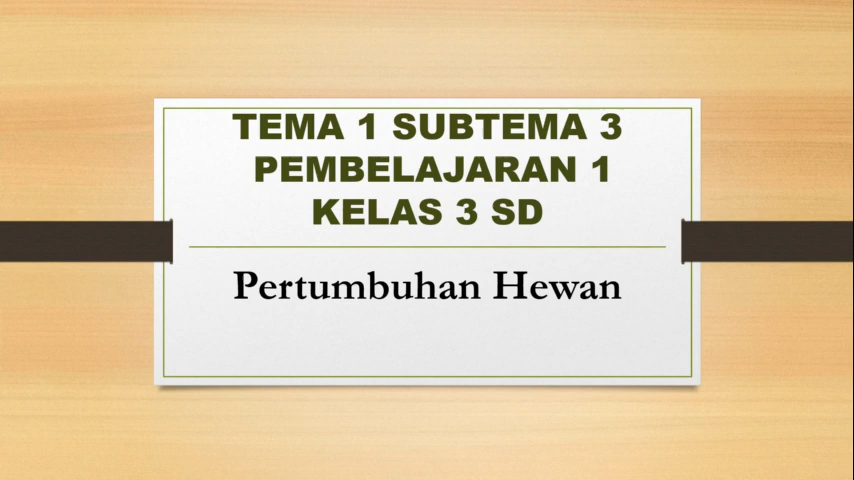 TEMA 1 SUBTEMA 3
PEMBELAJARAN 1
KELAS 3 SD
Pertumbuhan Hewan